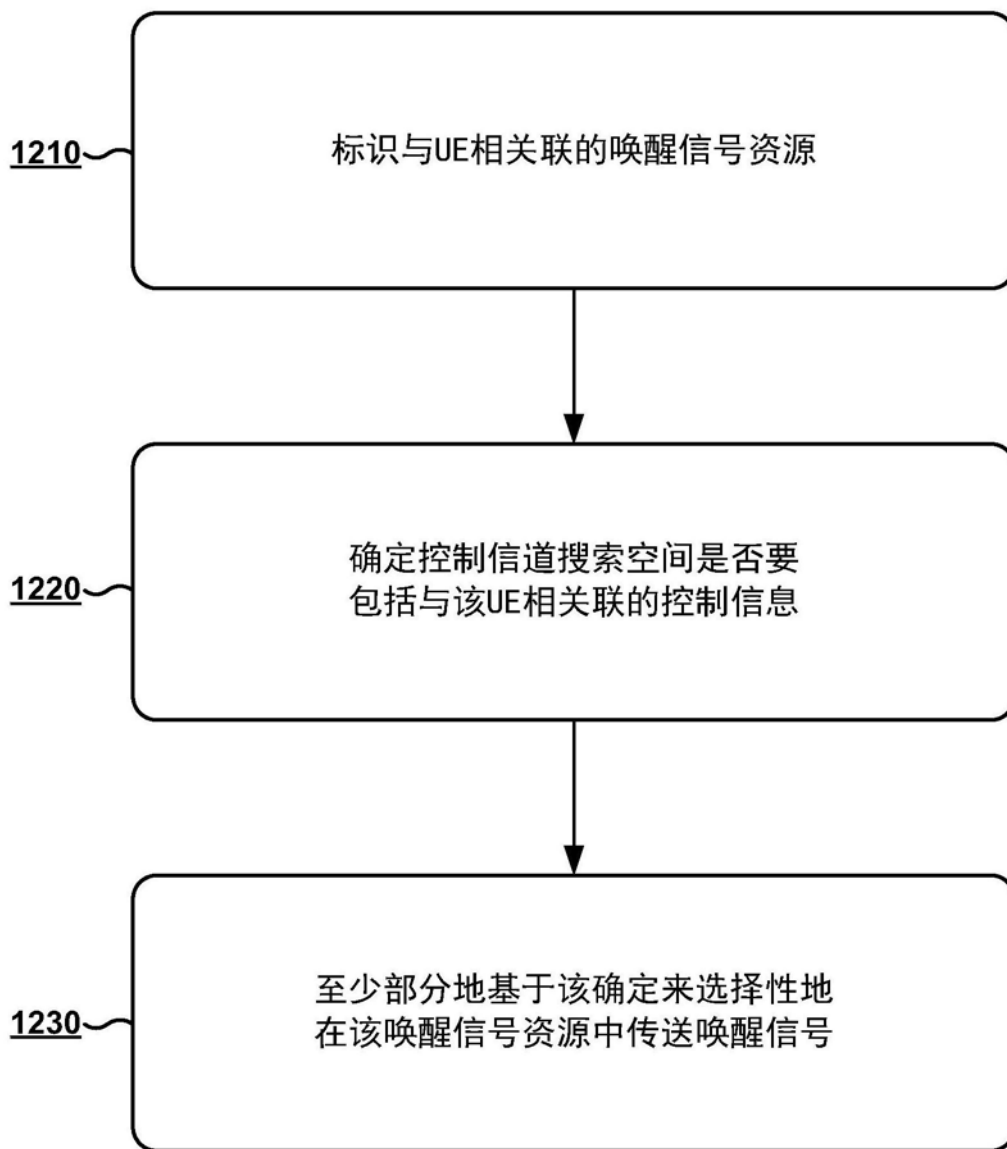 1210
标识与UE相关联的唤醒信号资源
1220
确定控制信道搜索空间是否要
包括与该UE相关联的控制信息
1230
至少部分地基于该确定来选择性地
在该唤醒信号资源中传送唤醒信号